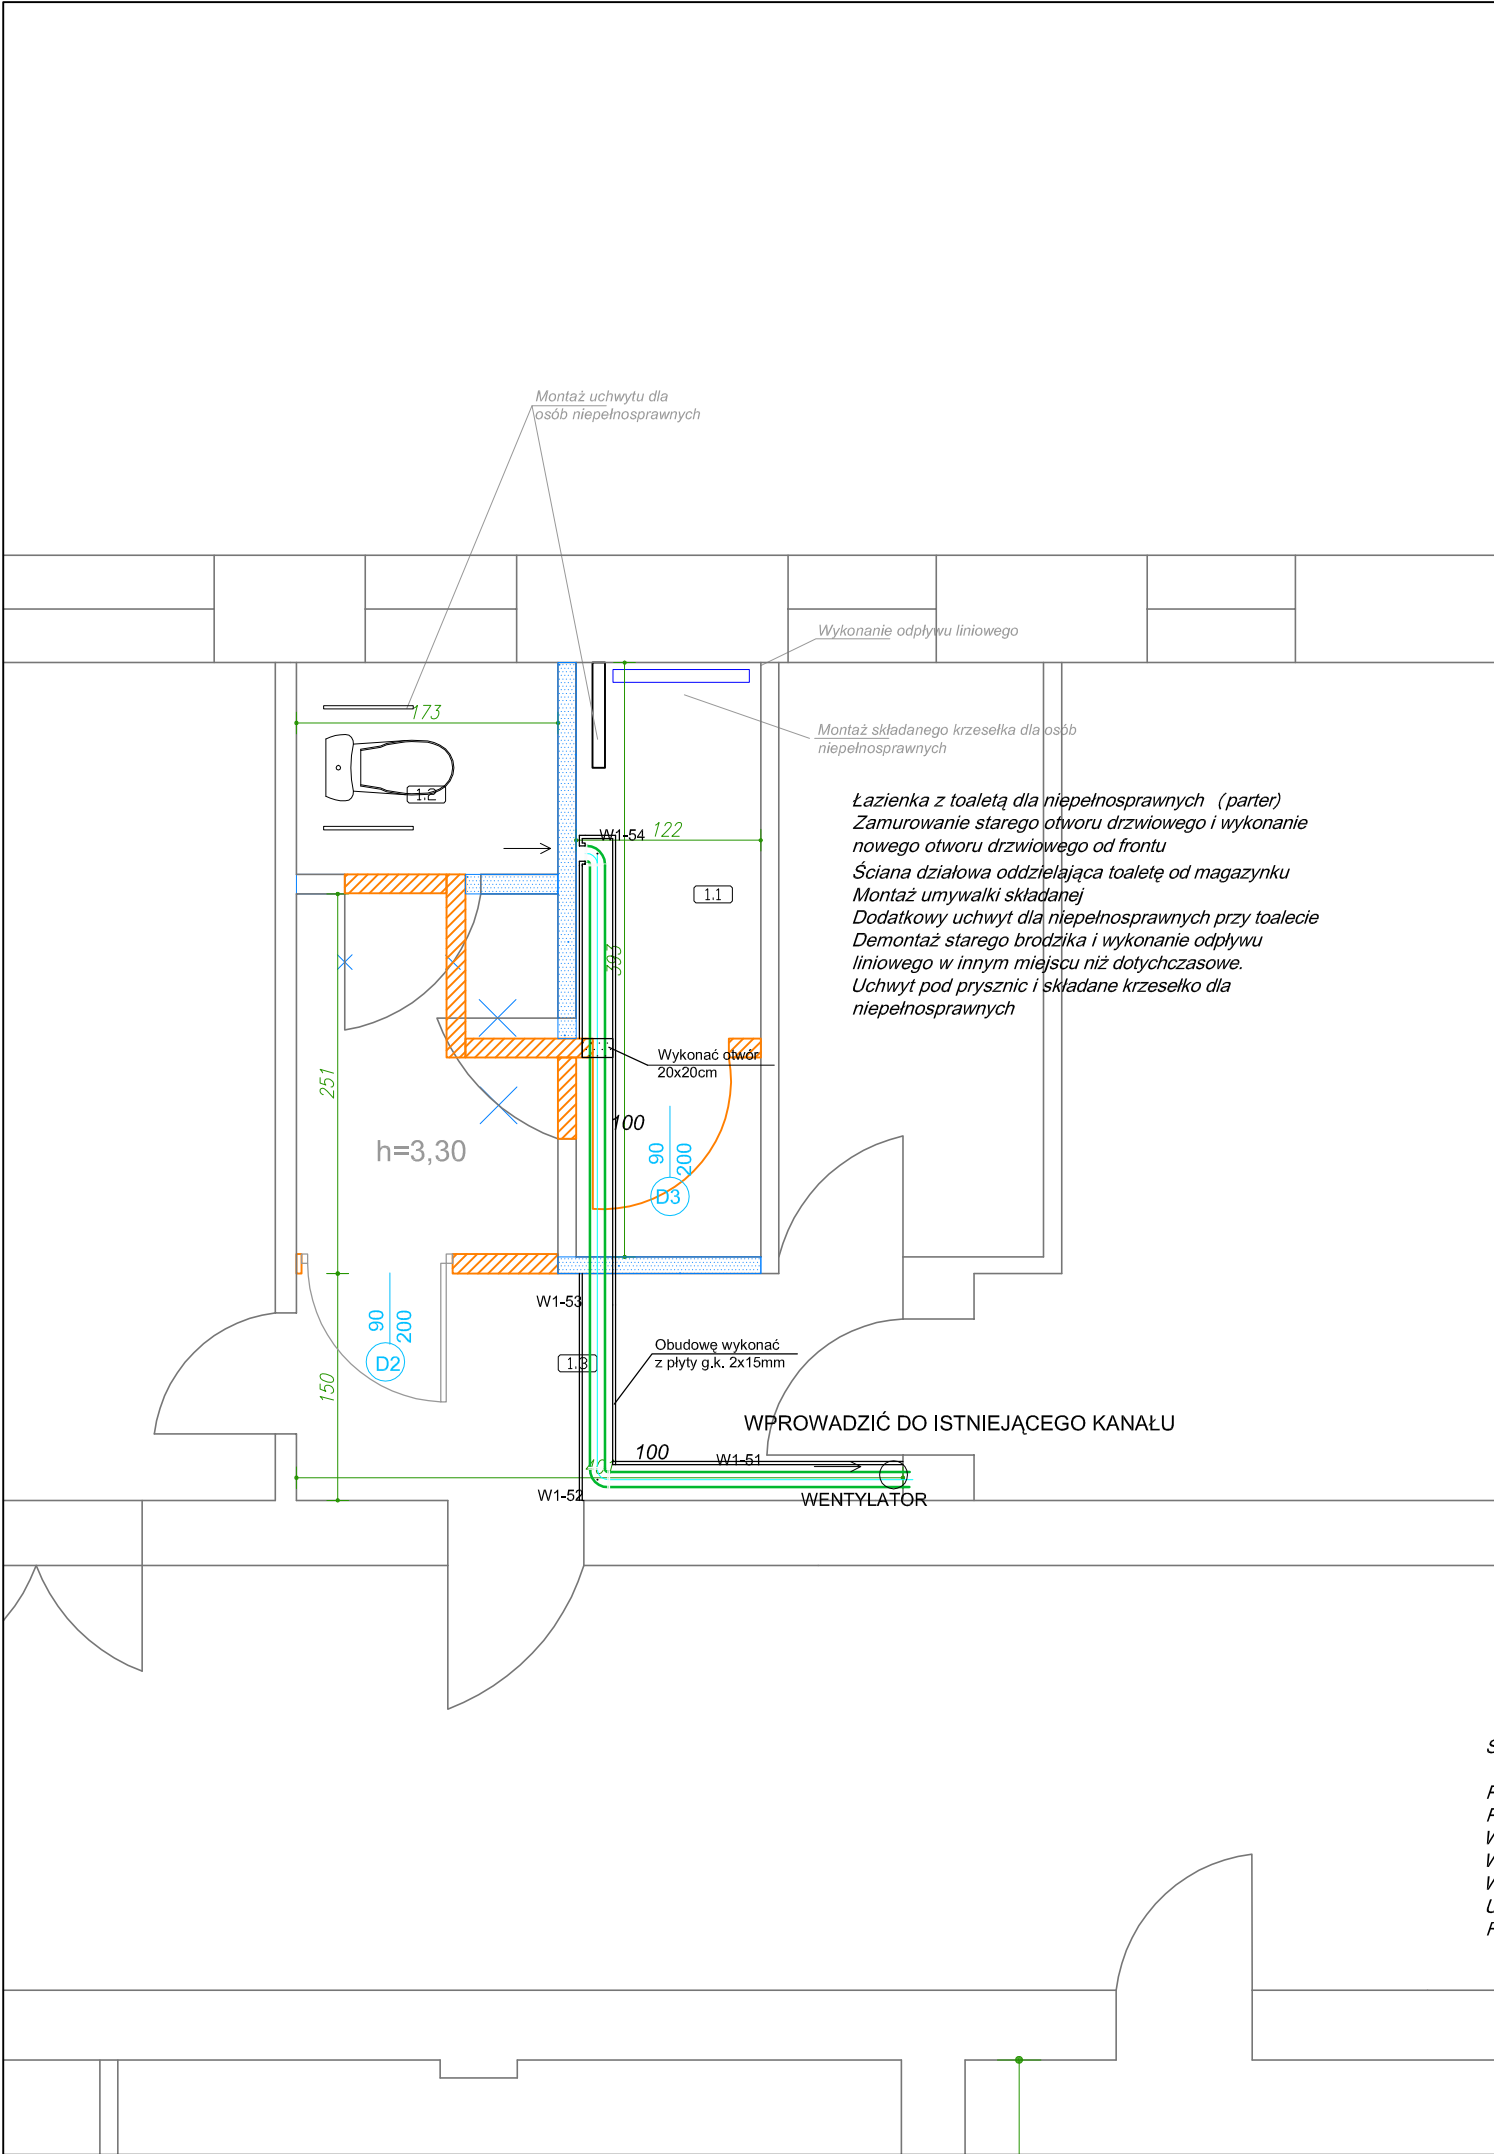 Montaż uchwytu dla
osób niepełnosprawnych
Wykonanie odpływu liniowego
173
Montaż składanego krzesełka dla osób
niepełnosprawnych
1.2
Łazienka z toaletą dla niepełnosprawnych (parter)
Zamurowanie starego otworu drzwiowego i wykonanie
nowego otworu drzwiowego od frontu
Ściana działowa oddzielająca toaletę od magazynku
Montaż umywalki składanej
Dodatkowy uchwyt dla niepełnosprawnych przy toalecie
Demontaż starego brodzika i wykonanie odpływu
liniowego w innym miejscu niż dotychczasowe.
Uchwyt pod prysznic i składane krzesełko dla
niepełnosprawnych
W1-54
122
1.1
393
Wykonać otwór
20x20cm
251
100
h=3,30
90
200
D3
W1-53
90
200
D2
1.3
Obudowę wykonać
z płyty g.k. 2x15mm
150
WPROWADZIĆ DO ISTNIEJĄCEGO KANAŁU
100
W1-51
W1-52
WENTYLATOR